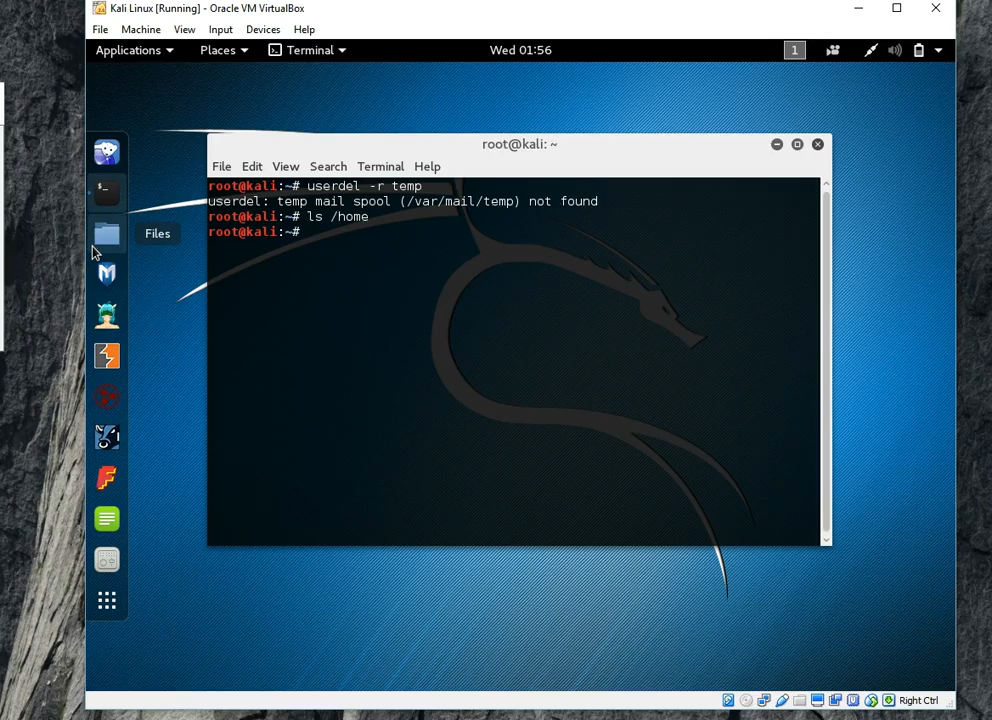 Kali Linux [Running] - Oracle VM VirtualBox
File Machine View Input Devices Help
Applications Places Terminal Wed 01:56 1
root@kali: ~
File Edit View Search Terminal Help
root@kali:~# userdel -r temp
userdel: temp mail spool (/var/mail/temp) not found
root@kali:~# ls /home
root@kali:~#
Files
Right Ctrl